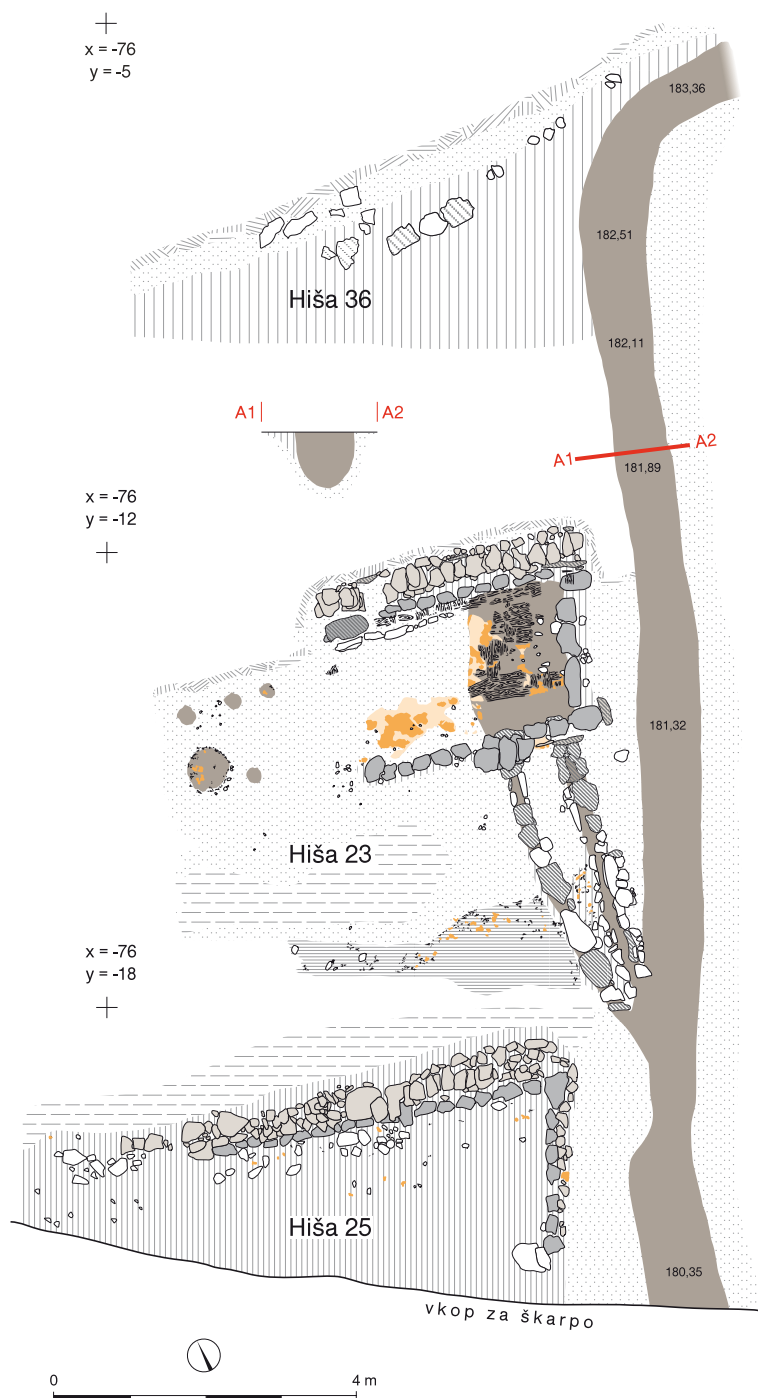 x = -76
y = -5
183,36
182,51
Hiša 36
182,11
A1
A2
A1
A2
181,89
x = -76
y = -12
181,32
Hiša 23
x = -76
y = -18
Hiša 25
180,35
vkop za škarpo
0
4 m